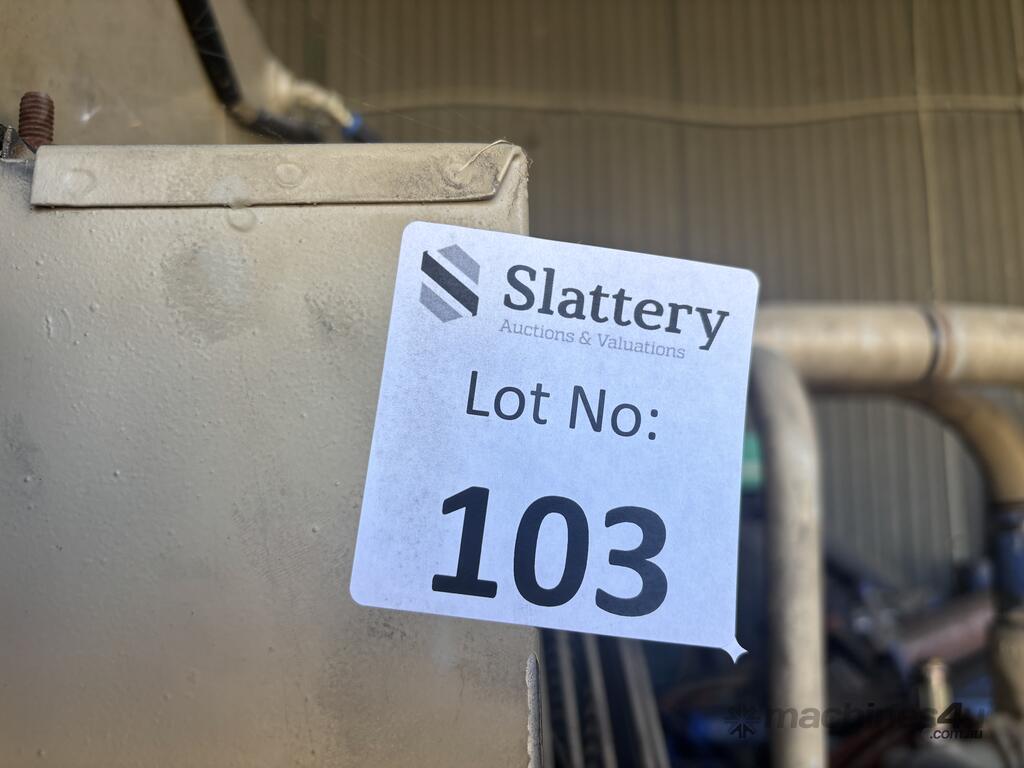 Slattery
Auctions & Valuations
Lot No:
103
machines4u
.com.au